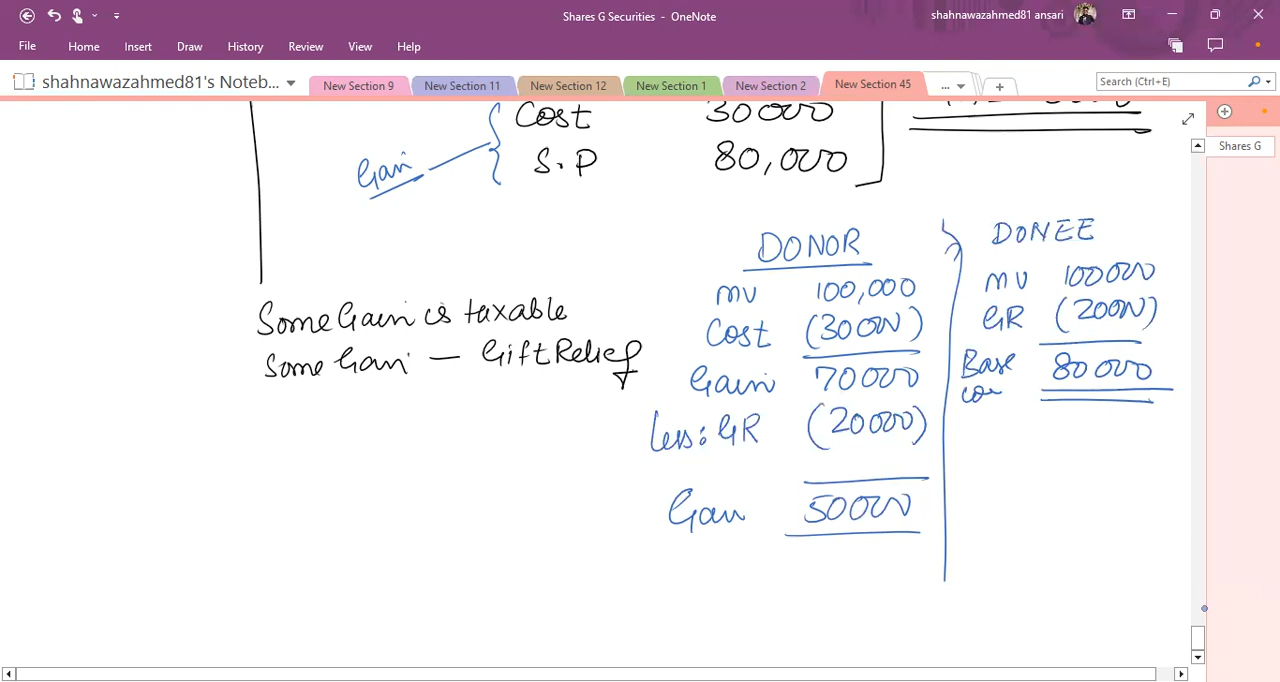 Shares G Securities - OneNote
shahnawazahmed81 ansari
File Home Insert Draw History Review View Help
shahnawazahmed81's Noteb...
New Section 9 New Section 11 New Section 12 New Section 1 New Section 2 New Section 45 ...
Search (Ctrl+E)
Shares G
Cost 30000
Gain
S.P 80,000
DONOR
MV 100,000
Cost (30000)
Gain 70000
Less: GR (20000)
Gain 50000
DONEE
MV 100000
GR (20000)
Base 80000
Some Gain is taxable
Some Gain — Gift Relief